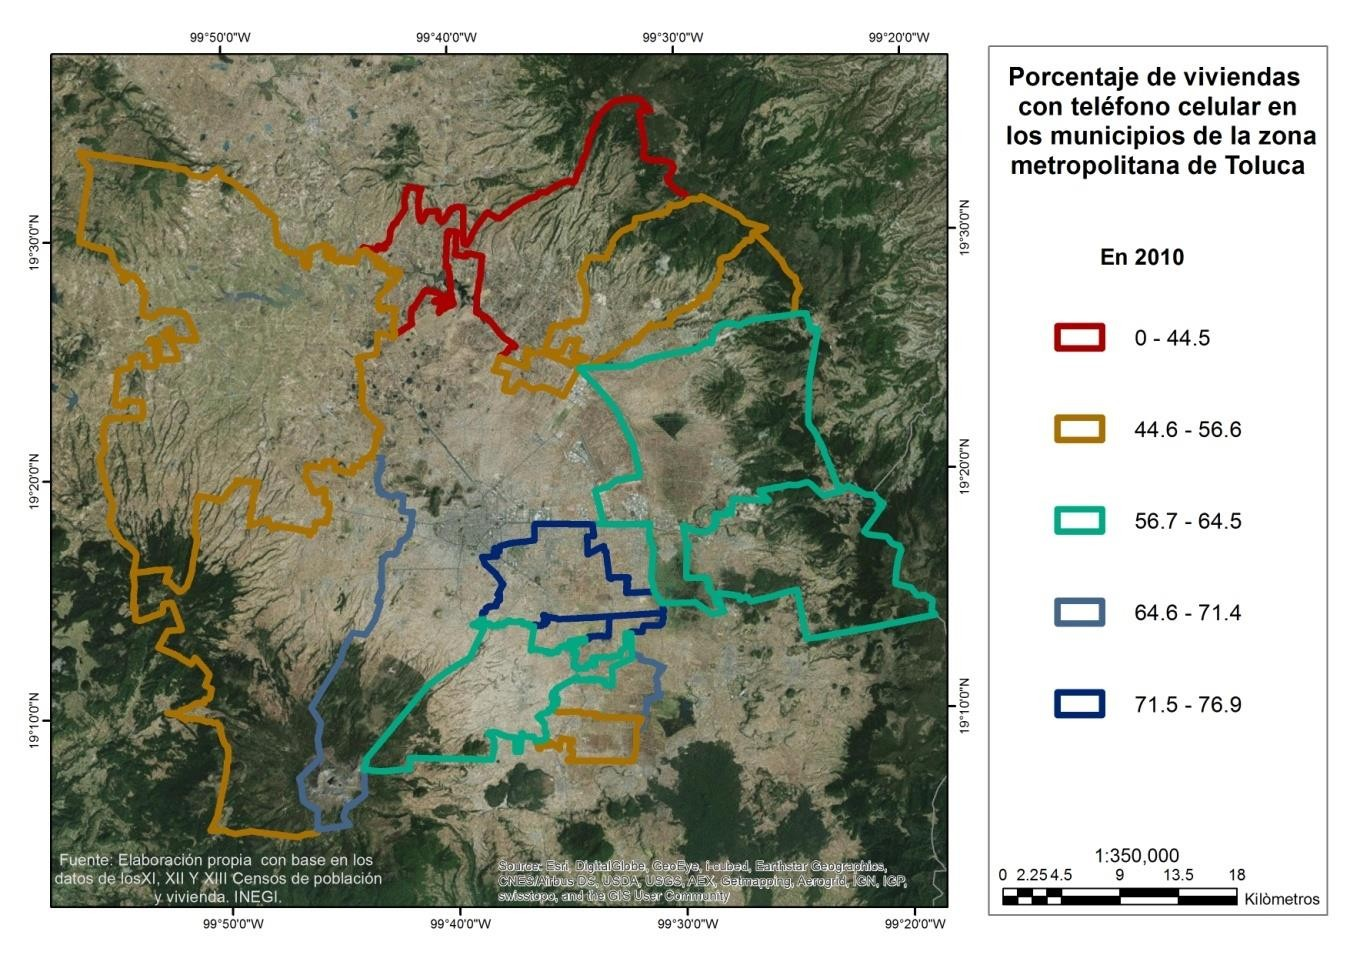 99°50'0"W 99°40'0"W 99°30'0"W 99°20'0"W
19°30'0"N
19°20'0"N
19°10'0"N
19°30'0"N
19°20'0"N
19°10'0"N
Fuente: Elaboración propia con base en los
datos de losXI, XII Y XIII Censos de población
y vivienda. INEGI.
Source: Esri, DigitalGlobe, GeoEye, i-cubed, Earthstar Geographics,
CNES/Airbus DS, USDA, USGS, AEX, Getmapping, Aerogrid, IGN, IGP,
swisstopo, and the GIS User Community
99°50'0"W 99°40'0"W 99°30'0"W 99°20'0"W
Porcentaje de viviendas
con teléfono celular en
los municipios de la zona
metropolitana de Toluca
En 2010
0 - 44.5
44.6 - 56.6
56.7 - 64.5
64.6 - 71.4
71.5 - 76.9
1:350,000
0 2.25 4.5 9 13.5 18
Kilòmetros